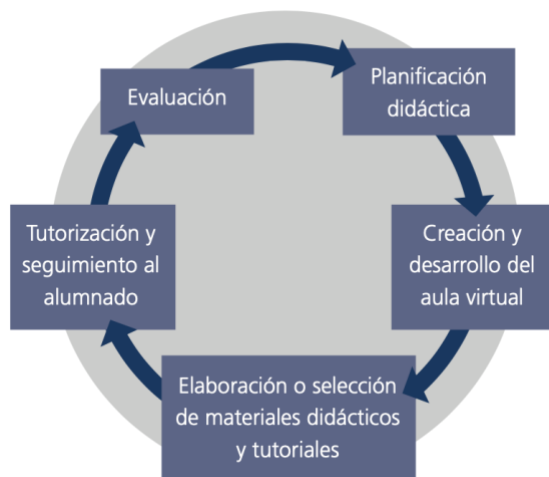 Evaluación
Planificación
didáctica
Creación y
desarrollo del
aula virtual
Elaboración o selección
de materiales didácticos
y tutoriales
Tutorización y
seguimiento al
alumnado